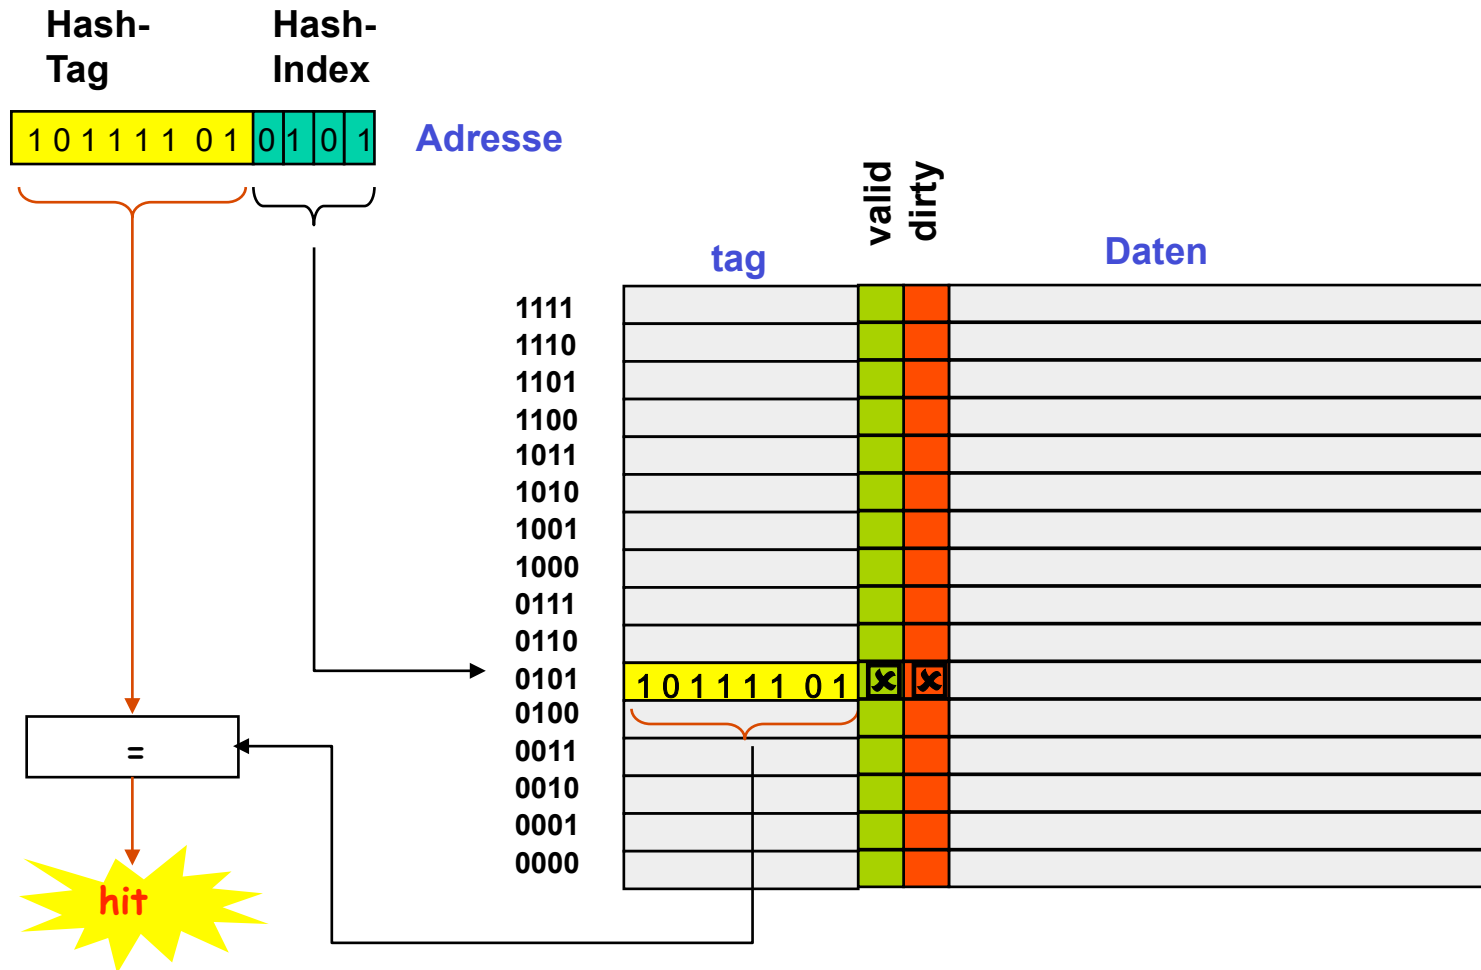 Hash-
Tag
Hash-
Index
1 0 1 1 1 1 0 1 0 1 0 1
Adresse
valid
dirty
tag
Daten
1111
1110
1101
1100
1011
1010
1001
1000
0111
0110
0101
1 0 1 1 1 1 0 1
0100
0011
0010
0001
0000
=
hit